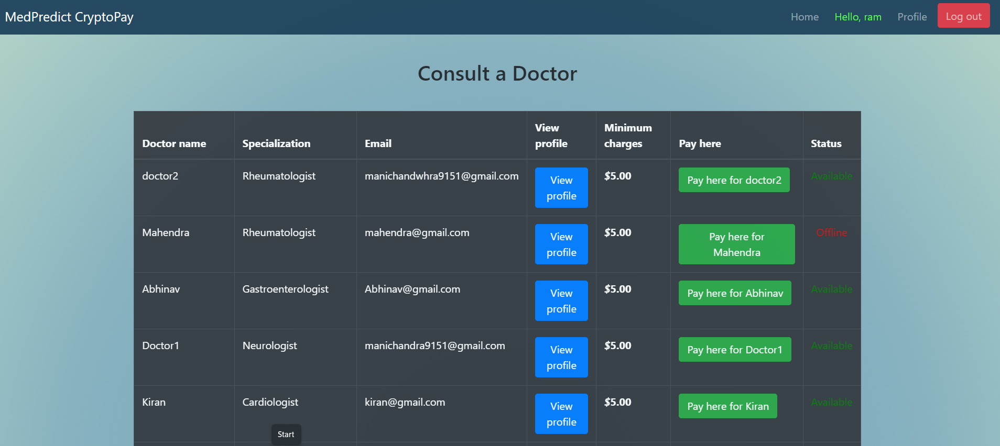 MedPredict CryptoPay Home Hello, ram Profile Log out
Consult a Doctor
Doctor name Specialization Email View profile Minimum charges Pay here Status
doctor2 Rheumatologist manichandwhra9151@gmail.com View profile $5.00 Pay here for doctor2 Available
Mahendra Rheumatologist mahendra@gmail.com View profile $5.00 Pay here for Mahendra Offline
Abhinav Gastroenterologist Abhinav@gmail.com View profile $5.00 Pay here for Abhinav Available
Doctor1 Neurologist manichandra9151@gmail.com View profile $5.00 Pay here for Doctor1 Available
Kiran Cardiologist kiran@gmail.com View profile $5.00 Pay here for Kiran Available
Start